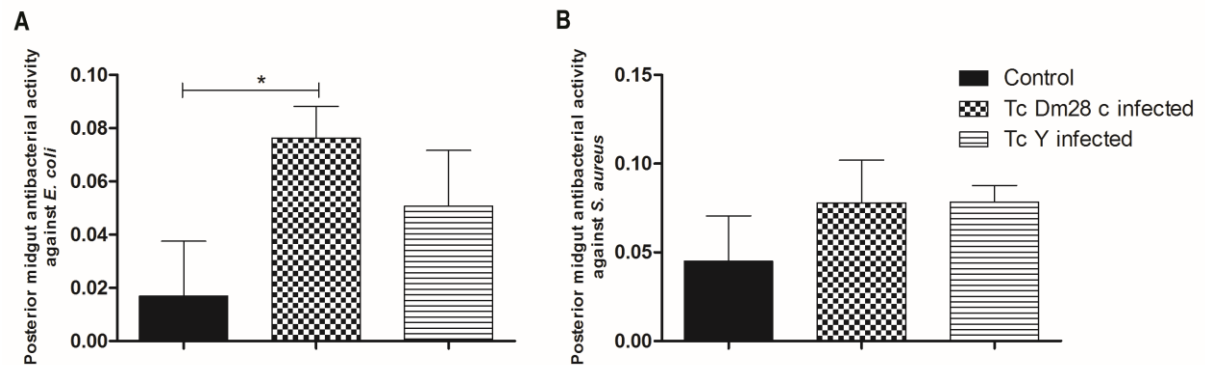 A
Posterior midgut antibacterial activity
against E. coli
0.10
0.08
0.06
0.04
0.02
0.00
*
B
Posterior midgut antibacterial activity
against S. aureus
0.15
0.10
0.05
0.00
Control
Tc Dm28 c infected
Tc Y infected